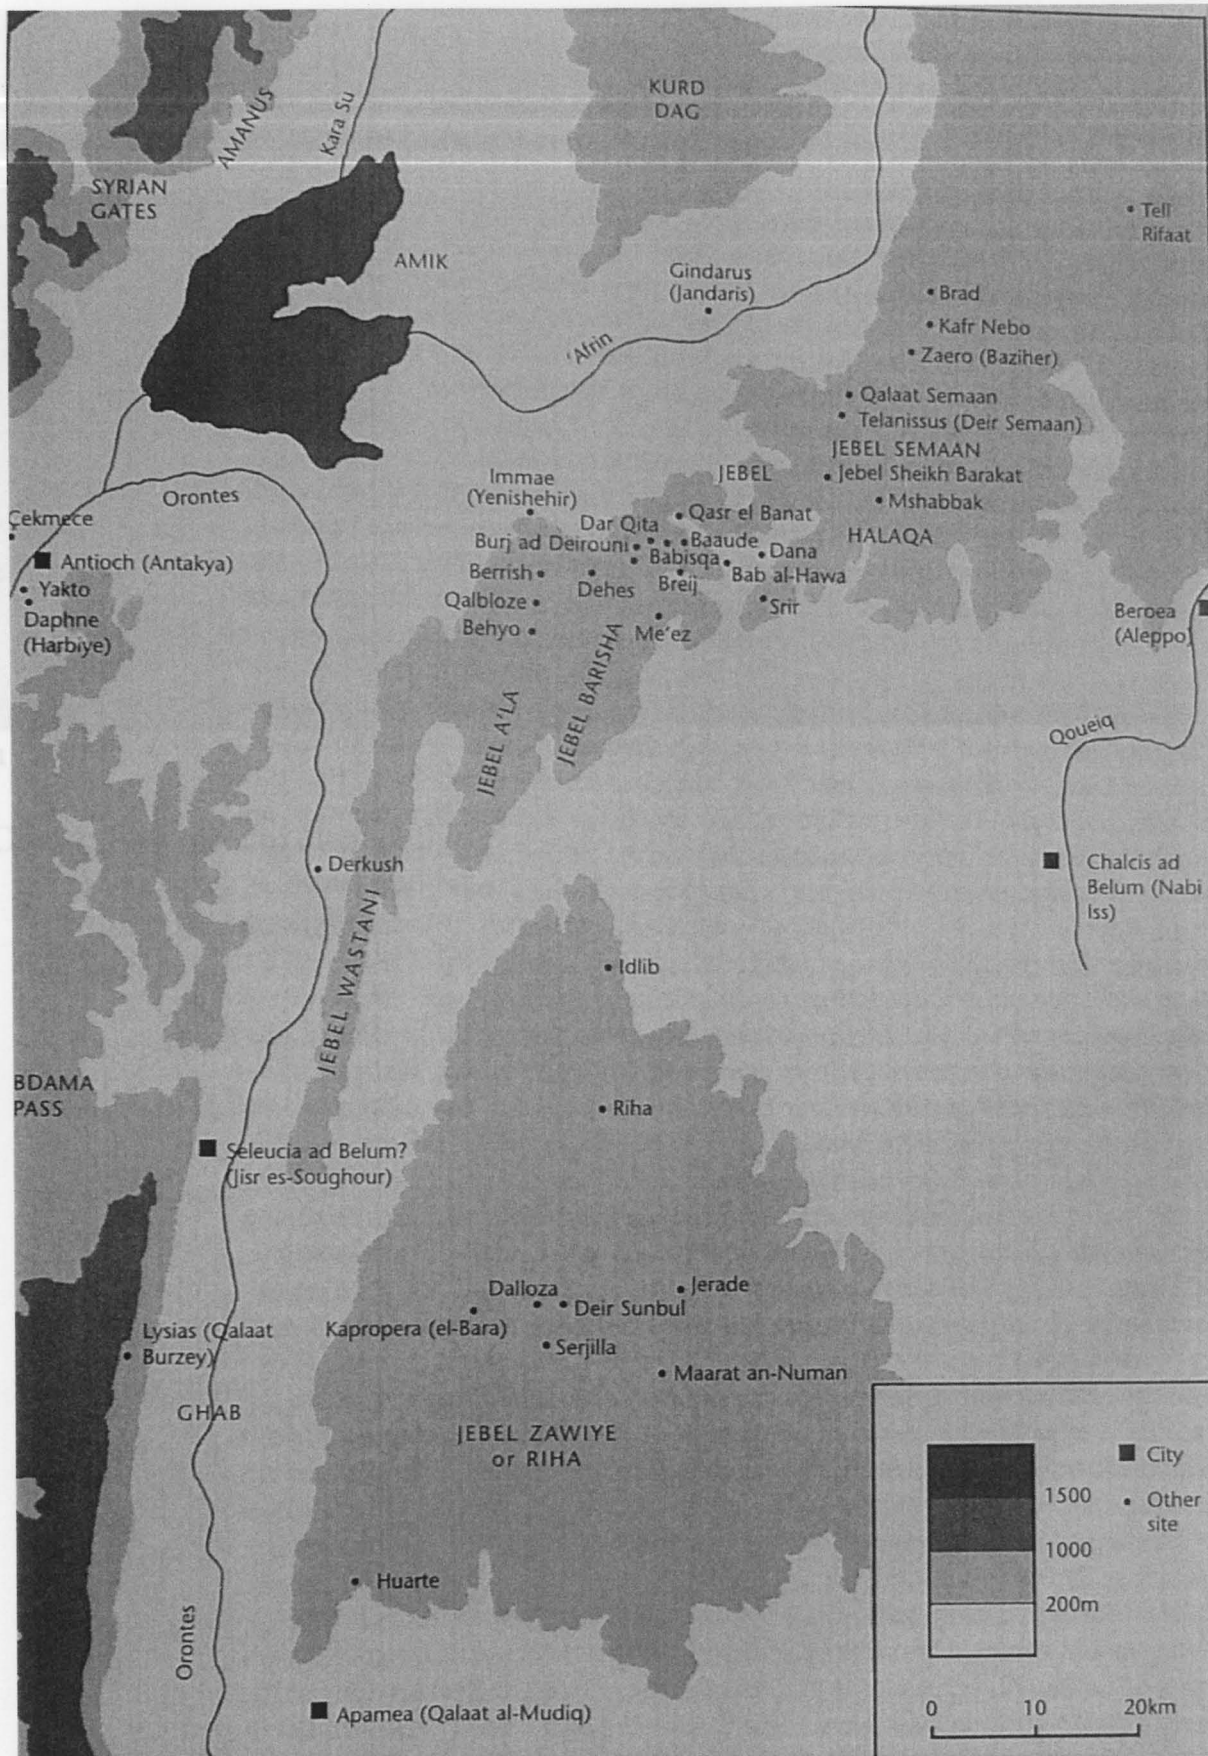 KURD
DAG
AMANUS
Kara Su
SYRIAN
GATES
Tell
Rifaat
AMIK
Gindarus
(Jandaris)
Brad
Kafr Nebo
'Afrin
Zaero (Baziher)
Qalaat Semaan
Telanissus (Deir Semaan)
JEBEL SEMAAN
JEBEL
Jebel Sheikh Barakat
Immae
(Yenishehir)
Orontes
Mshabbak
Qasr el Banat
Çekmece
Dar Qita
HALAQA
Burj ad Deirouni
Baaude
Babisqa
Dana
Antioch (Antakya)
Berrish
Dehes
Breij
Bab al-Hawa
Yakto
Qalbloze
Srir
Daphne
(Harbiye)
Behyo
Me'ez
Beroea
(Aleppo)
JEBEL BARISHA
JEBEL A'LA
Qoueiq
Derkush
Chalcis ad
Belum (Nabi
Iss)
JEBEL WASTANI
Idlib
BDAMA
PASS
Riha
Seleucia ad Belum?
(Jisr es-Soughour)
Dalloza
Jerade
Deir Sunbul
Kapropera (el-Bara)
Lysias (Qalaat
Burzey)
Serjilla
Maarat an-Numan
GHAB
JEBEL ZAWIYE
or RIHA
City
1500
Other
site
1000
200m
Huarte
Orontes
Apamea (Qalaat al-Mudiq)
0 10 20km